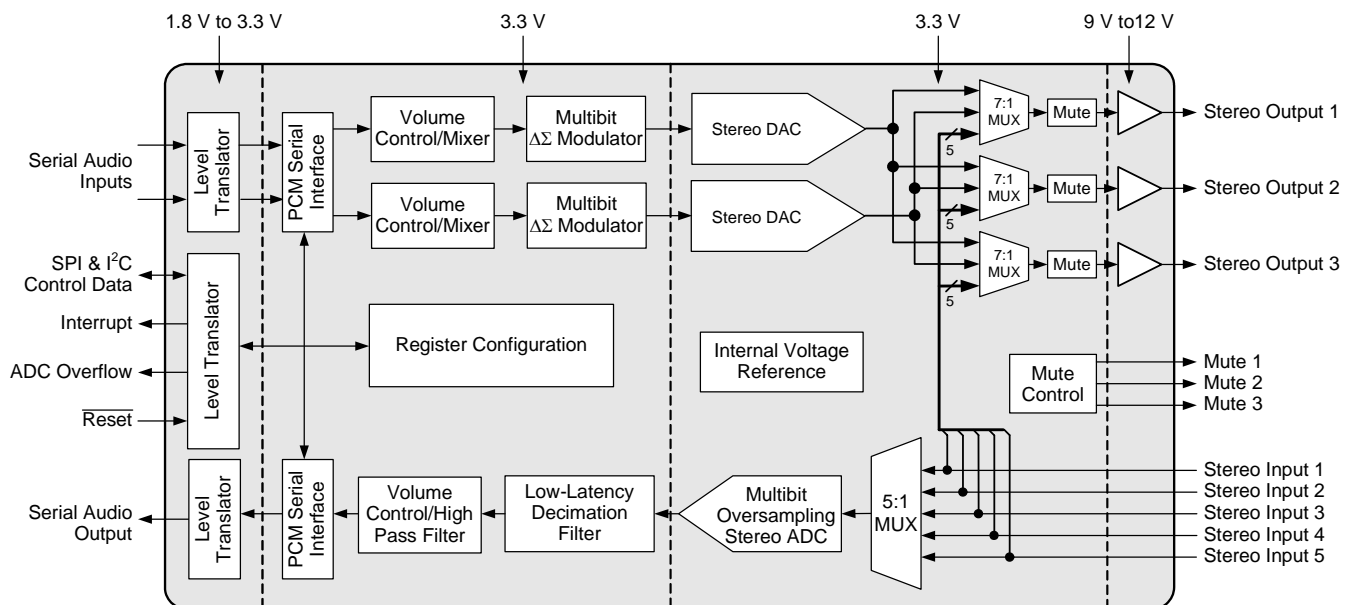 1.8 V to 3.3 V
3.3 V
3.3 V
9 V to12 V
Serial Audio
Inputs
Level
Translator
PCM Serial
Interface
Volume
Control/Mixer
Multibit
ΔΣ Modulator
Stereo DAC
7:1
MUX
Mute
Stereo Output 1
5
Volume
Control/Mixer
Multibit
ΔΣ Modulator
Stereo DAC
7:1
MUX
Mute
Stereo Output 2
5
7:1
MUX
Mute
Stereo Output 3
5
SPI & I²C
Control Data
Interrupt
ADC Overflow
Reset
Level Translator
Register Configuration
Internal Voltage
Reference
Mute
Control
Mute 1
Mute 2
Mute 3
Serial Audio
Output
Level
Translator
PCM Serial
Interface
Volume
Control/High
Pass Filter
Low-Latency
Decimation
Filter
Multibit
Oversampling
Stereo ADC
5:1
MUX
Stereo Input 1
Stereo Input 2
Stereo Input 3
Stereo Input 4
Stereo Input 5